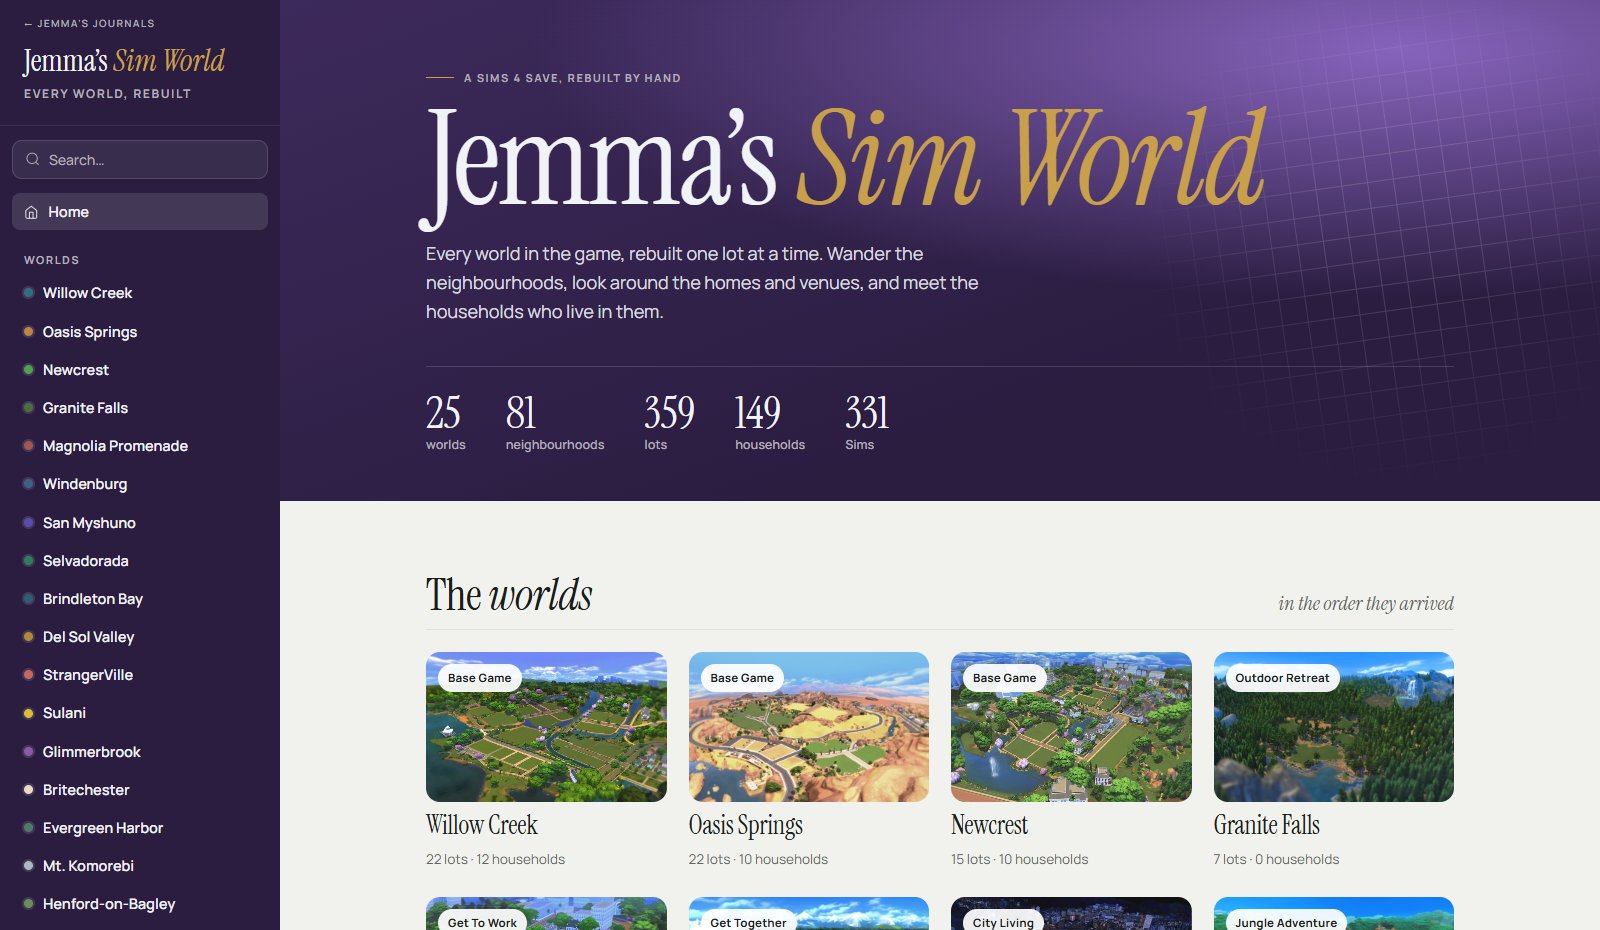 ← JEMMA'S JOURNALS
Jemma's Sim World
EVERY WORLD, REBUILT
Search...
Home
WORLDS
Willow Creek
Oasis Springs
Newcrest
Granite Falls
Magnolia Promenade
Windenburg
San Myshuno
Selvadorada
Brindleton Bay
Del Sol Valley
StrangerVille
Sulani
Glimmerbrook
Britechester
Evergreen Harbor
Mt. Komorebi
Henford-on-Bagley
A SIMS 4 SAVE, REBUILT BY HAND
Jemma's Sim World
Every world in the game, rebuilt one lot at a time. Wander the
neighbourhoods, look around the homes and venues, and meet the
households who live in them.
25 81 359 149 331
worlds neighbourhoods lots households Sims
The worlds
in the order they arrived
Base Game Base Game Base Game Outdoor Retreat
Willow Creek Oasis Springs Newcrest Granite Falls
22 lots · 12 households 22 lots · 10 households 15 lots · 10 households 7 lots · 0 households
Get To Work Get Together City Living Jungle Adventure